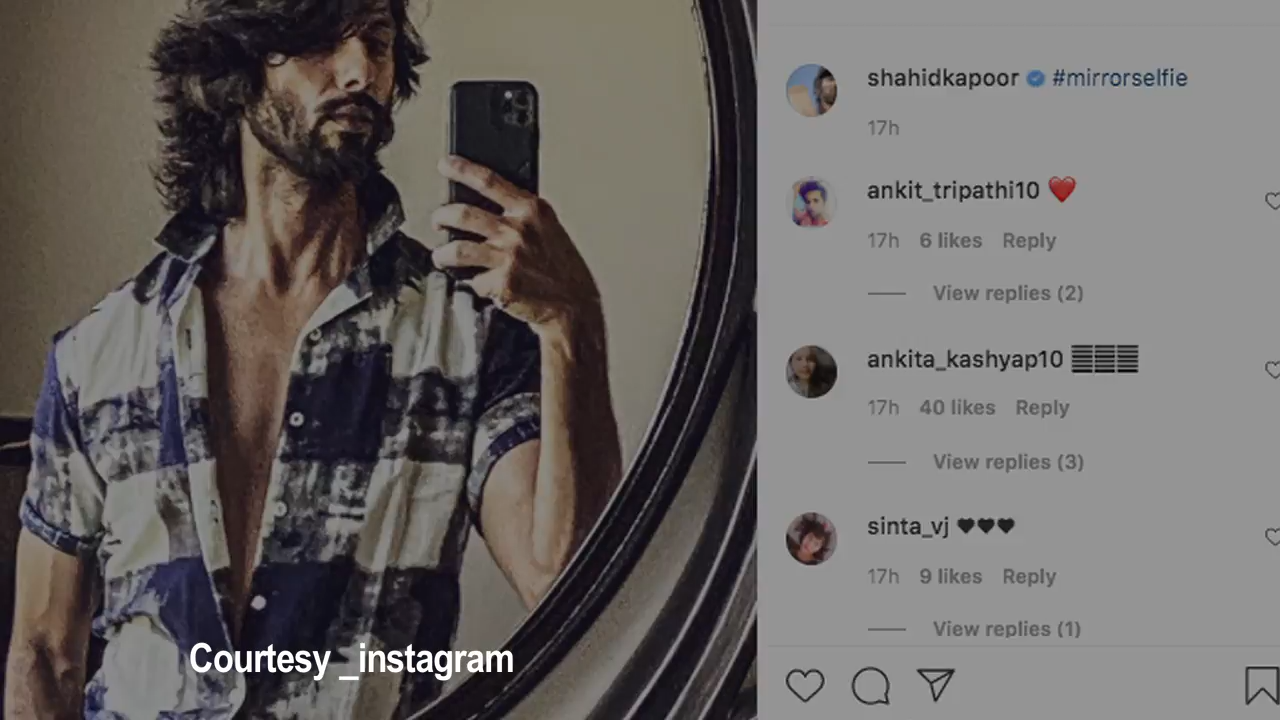 shahidkapoor #mirrorselfie
17h
ankit_tripathi10 ❤️
17h 6 likes Reply
View replies (2)
ankita_kashyap10
17h 40 likes Reply
View replies (3)
sinta_vj ♥♥♥
17h 9 likes Reply
View replies (1)
Courtesy _instagram